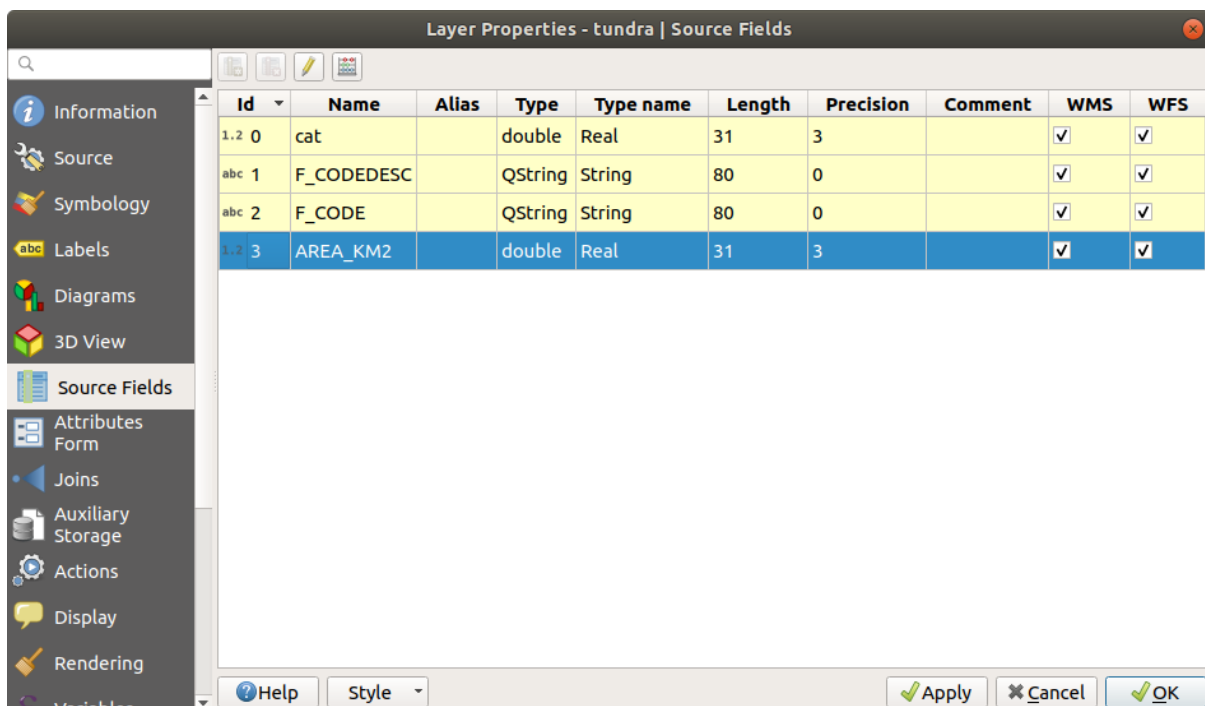 Layer Properties - tundra | Source Fields
Information
Source
Symbology
abc Labels
Diagrams
3D View
Source Fields
Attributes
Form
Joins
Auxiliary
Storage
Actions
Display
Rendering
Id Name Alias Type Type name Length Precision Comment WMS WFS
1.2 0 cat double Real 31 3
abc 1 F_CODEDESC QString String 80 0
abc 2 F_CODE QString String 80 0
1.2 3 AREA_KM2 double Real 31 3
Help Style Apply Cancel OK